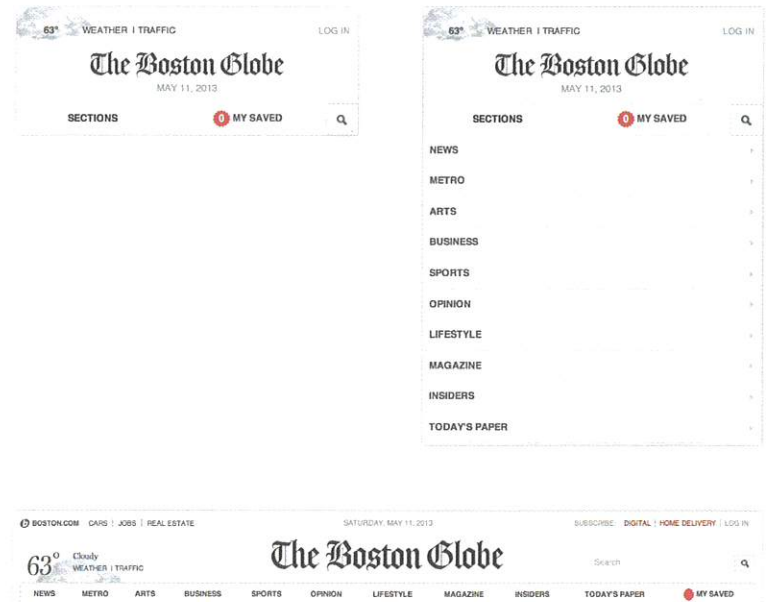 63° WEATHER | TRAFFIC LOG IN
The Boston Globe
MAY 11, 2013
SECTIONS 0 MY SAVED
63° WEATHER | TRAFFIC LOG IN
The Boston Globe
MAY 11, 2013
SECTIONS 0 MY SAVED
NEWS
METRO
ARTS
BUSINESS
SPORTS
OPINION
LIFESTYLE
MAGAZINE
INSIDERS
TODAY'S PAPER
BOSTON.COM CARS | JOBS | REAL ESTATE SATURDAY, MAY 11, 2013 SUBSCRIBE DIGITAL | HOME DELIVERY | LOG IN
63° Cloudy
WEATHER | TRAFFIC
The Boston Globe
Search
NEWS METRO ARTS BUSINESS SPORTS OPINION LIFESTYLE MAGAZINE INSIDERS TODAY'S PAPER MY SAVED